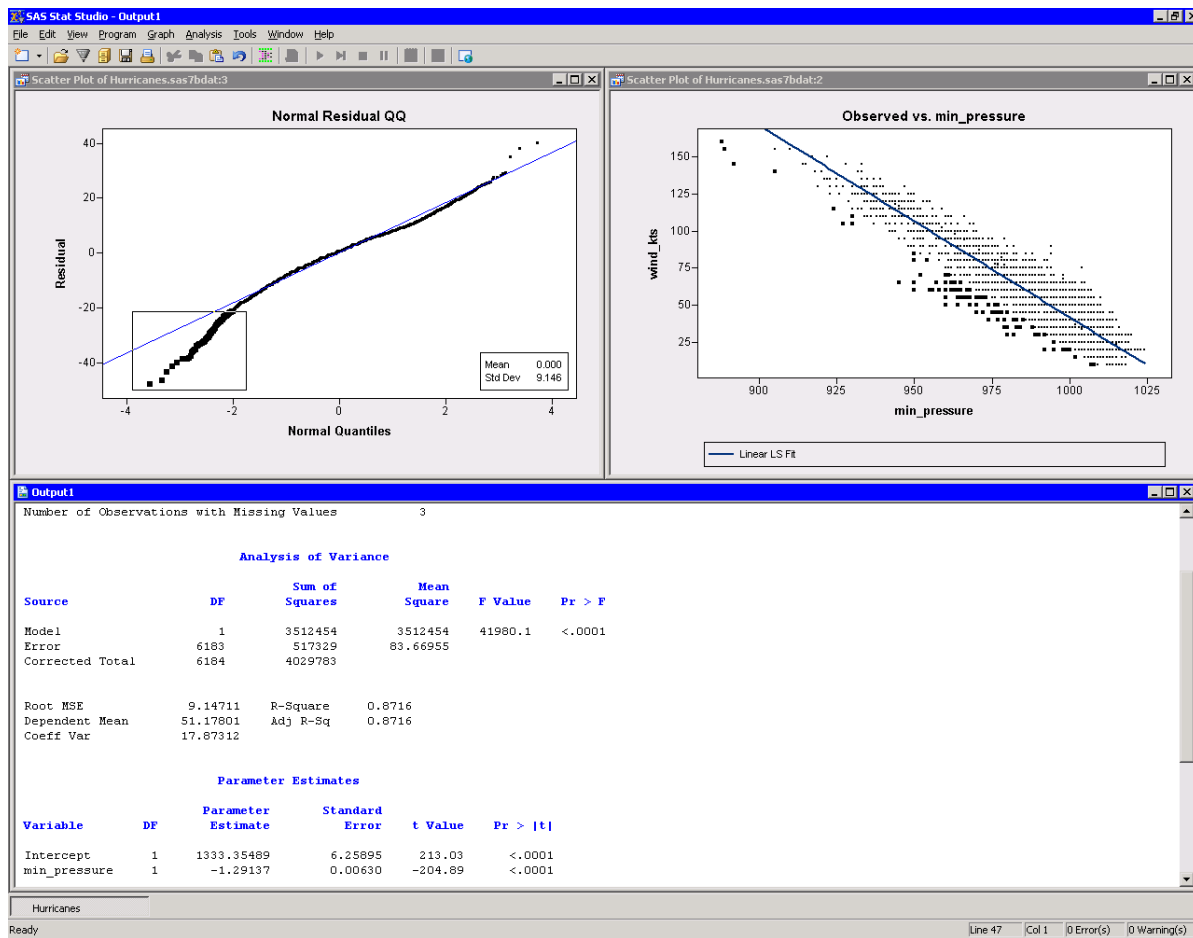 SAS Stat Studio - Output1
File Edit View Program Graph Analysis Tools Window Help
Scatter Plot of Hurricanes.sas7bdat:3
Normal Residual QQ
40
20
0
-20
-40
Residual
Mean 0.000
Std Dev 9.146
-4 -2 0 2 4
Normal Quantiles
Scatter Plot of Hurricanes.sas7bdat:2
Observed vs. min_pressure
150
125
100
75
50
25
wind_kts
900 925 950 975 1000 1025
min_pressure
Linear LS Fit
Output1
Number of Observations with Missing Values 3
Analysis of Variance
Sum of Mean
Source DF Squares Square F Value Pr > F
Model 1 3512454 3512454 41980.1 <.0001
Error 6183 517329 83.66955
Corrected Total 6184 4029783
Root MSE 9.14711 R-Square 0.8716
Dependent Mean 51.17801 Adj R-Sq 0.8716
Coeff Var 17.87312
Parameter Estimates
Parameter Standard
Variable DF Estimate Error t Value Pr > |t|
Intercept 1 1333.35489 6.25895 213.03 <.0001
min_pressure 1 -1.29137 0.00630 -204.89 <.0001
Hurricanes
Ready Line 47 Col 1 0 Error(s) 0 Warning(s)